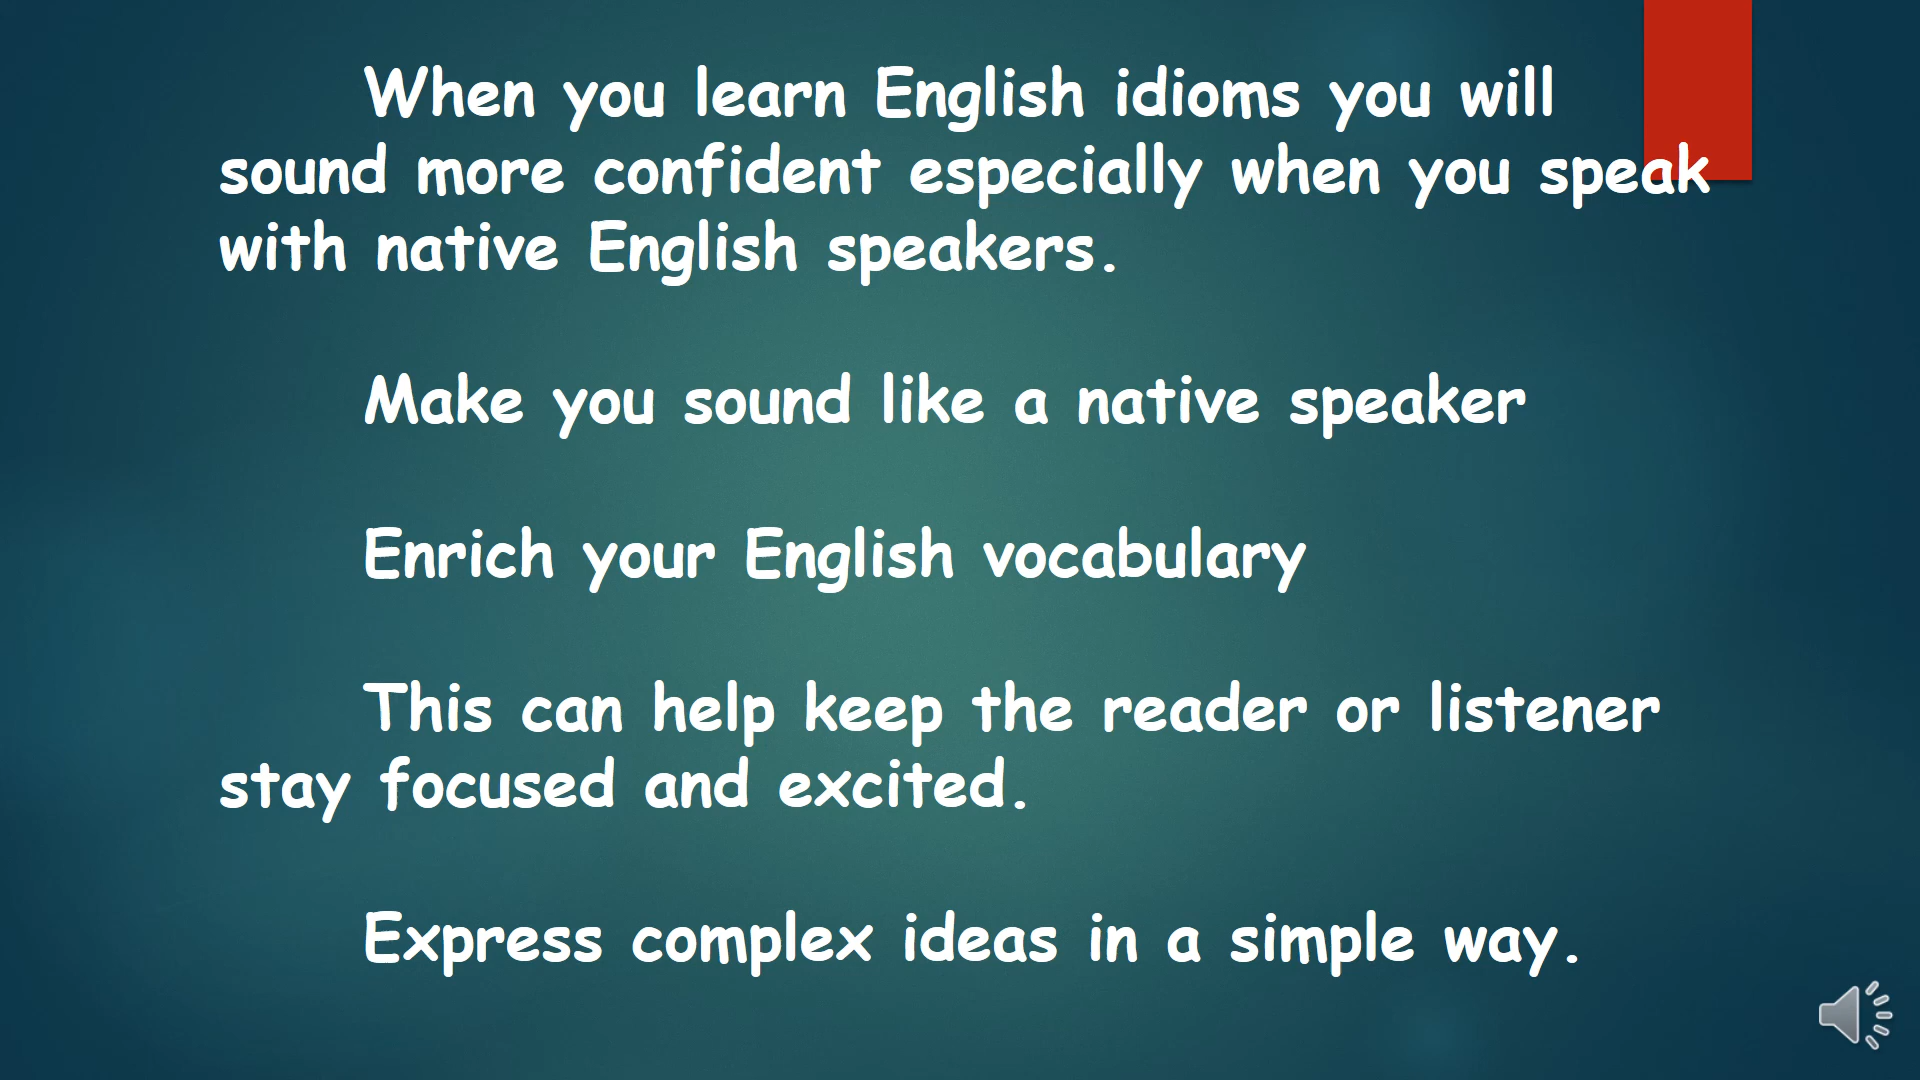 When you learn English idioms you will
sound more confident especially when you speak
with native English speakers.
Make you sound like a native speaker
Enrich your English vocabulary
This can help keep the reader or listener
stay focused and excited.
Express complex ideas in a simple way.